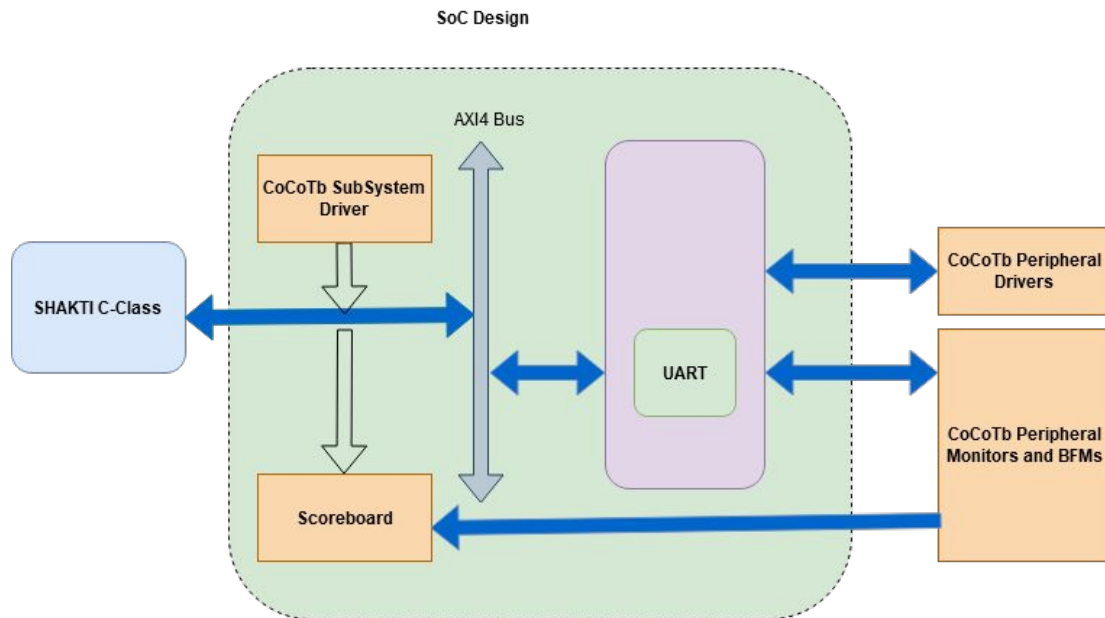 SoC Design
AXI4 Bus
CoCoTb SubSystem
Driver
SHAKTI C-Class
CoCoTb Peripheral
Drivers
UART
CoCoTb Peripheral
Monitors and BFMs
Scoreboard